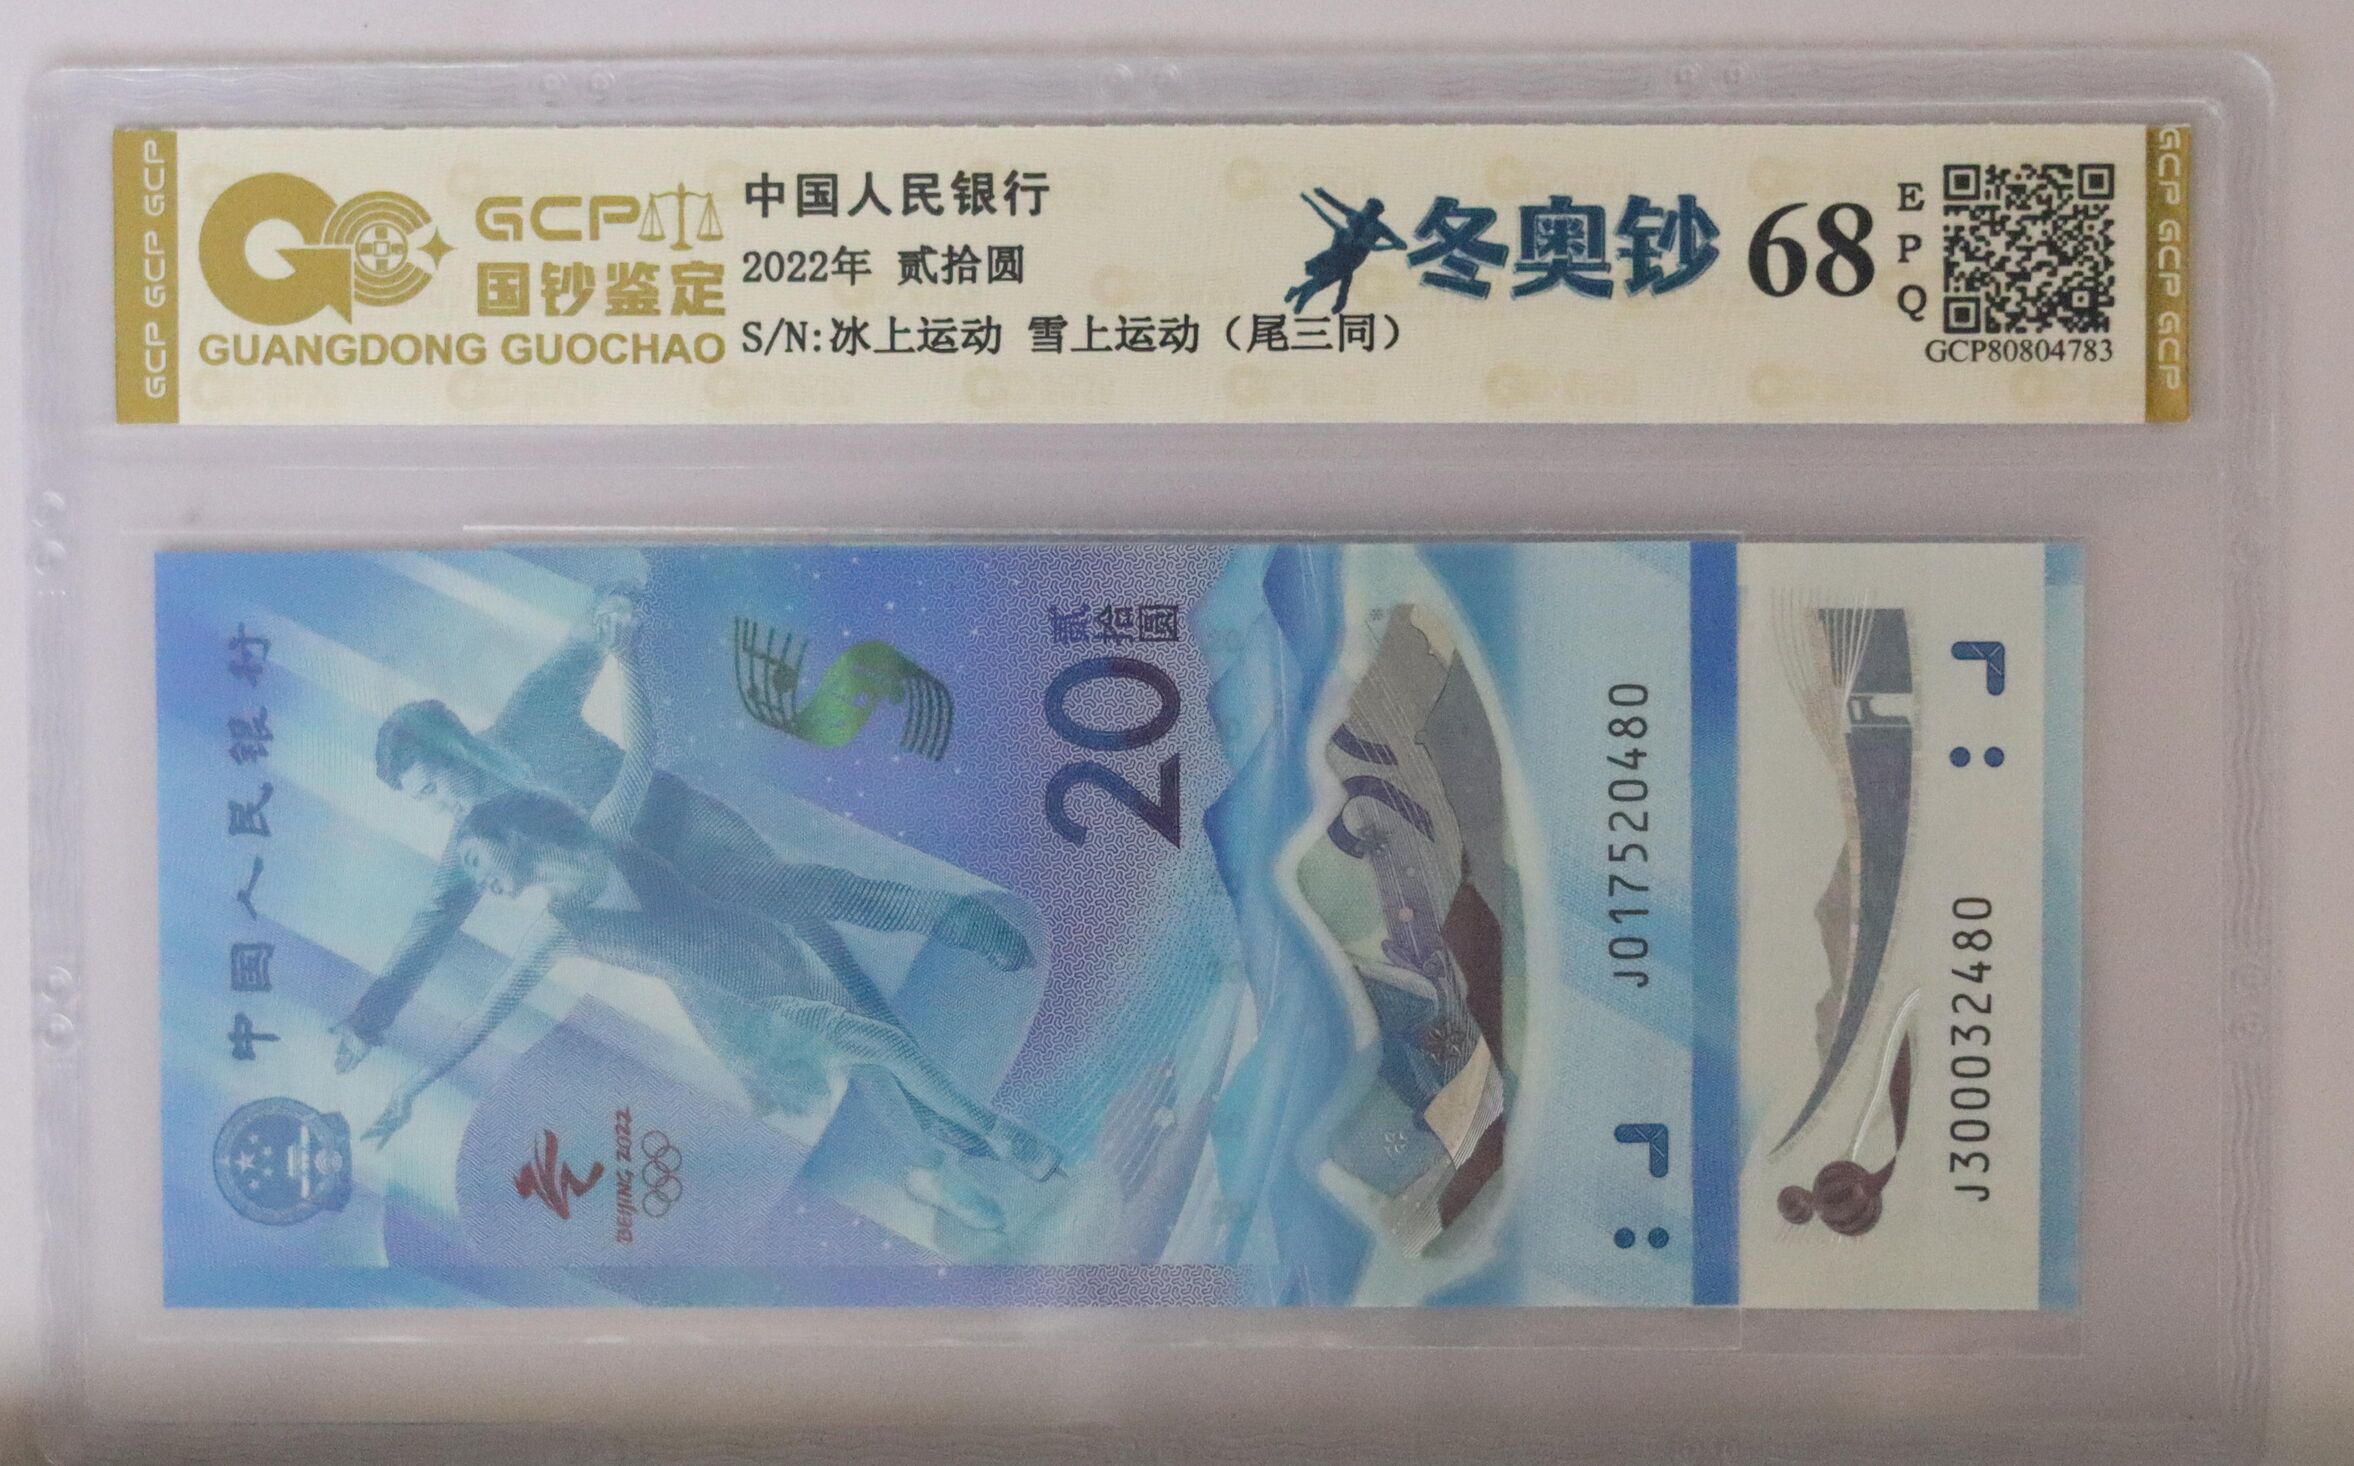 GCP GCP GCP
GCP
国钞鉴定
GUANGDONG GUOCHAO
中国人民银行
2022年 贰拾圆
S/N:冰上运动 雪上运动（尾三同）
冬奥钞
68
EPQ
GCP80804783
GCP GCP GCP
中国人民银行
BEIJING 2022
贰拾圆
20
J017520480
J300032480